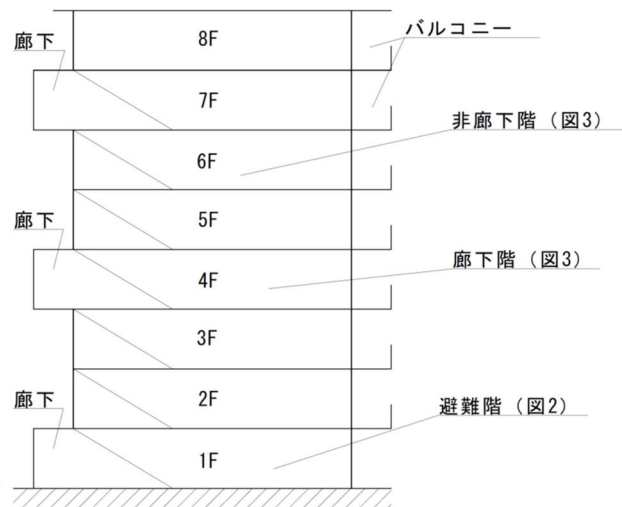 廊下
8F
バルコニー
7F
非廊下階（図3）
6F
廊下
5F
廊下階（図3）
4F
3F
廊下
2F
避難階（図2）
1F